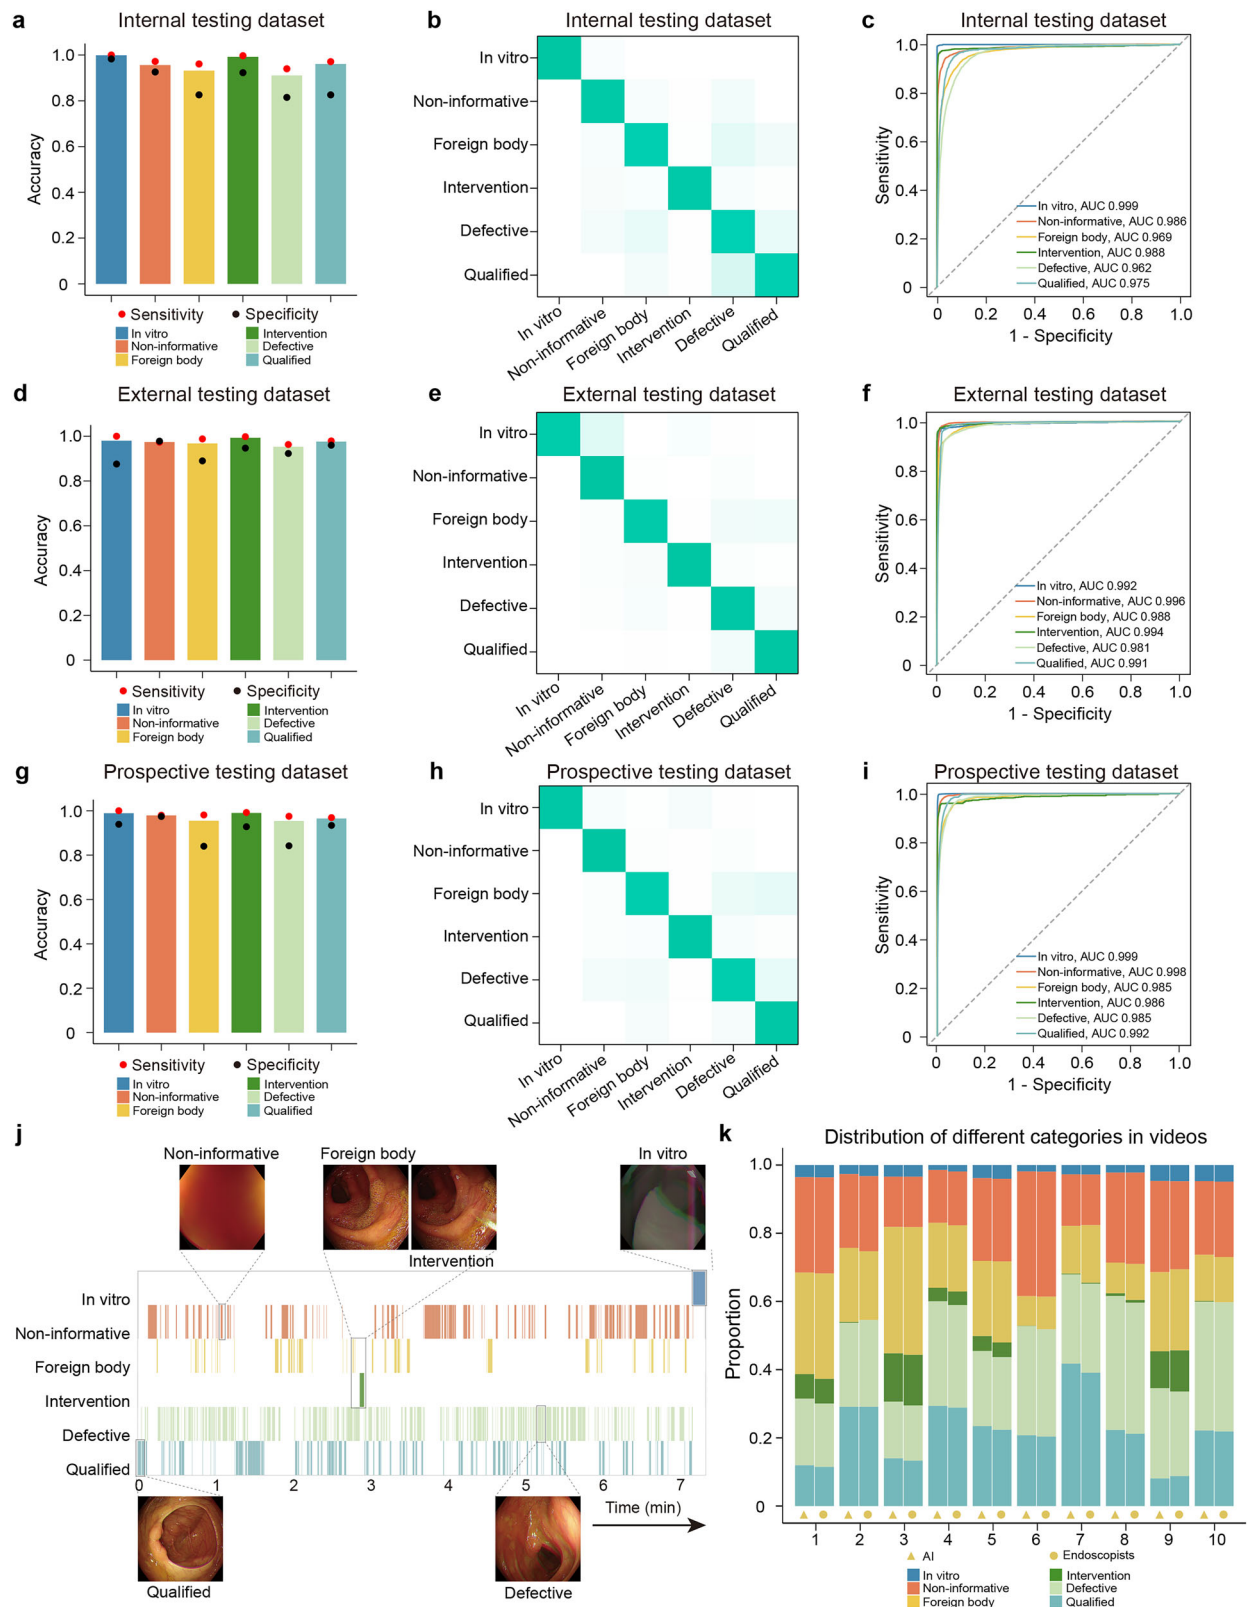 a
Internal testing dataset
Accuracy
1.0
0.8
0.6
0.4
0.2
0
Sensitivity
Specificity
In vitro
Non-informative
Foreign body
Intervention
Defective
Qualified
b
Internal testing dataset
In vitro
Non-informative
Foreign body
Intervention
Defective
Qualified
In vitro
Non-informative
Foreign body
Intervention
Defective
Qualified
c
Internal testing dataset
Sensitivity
1.0
0.8
0.6
0.4
0.2
0
In vitro, AUC 0.999
Non-informative, AUC 0.986
Foreign body, AUC 0.969
Intervention, AUC 0.988
Defective, AUC 0.962
Qualified, AUC 0.975
0 0.2 0.4 0.6 0.8 1.0
1 - Specificity
d
External testing dataset
Accuracy
1.0
0.8
0.6
0.4
0.2
0
Sensitivity
Specificity
In vitro
Non-informative
Foreign body
Intervention
Defective
Qualified
e
External testing dataset
In vitro
Non-informative
Foreign body
Intervention
Defective
Qualified
In vitro
Non-informative
Foreign body
Intervention
Defective
Qualified
f
External testing dataset
Sensitivity
1.0
0.8
0.6
0.4
0.2
0
In vitro, AUC 0.992
Non-informative, AUC 0.996
Foreign body, AUC 0.988
Intervention, AUC 0.994
Defective, AUC 0.981
Qualified, AUC 0.991
0 0.2 0.4 0.6 0.8 1.0
1 - Specificity
g
Prospective testing dataset
Accuracy
1.0
0.8
0.6
0.4
0.2
0
Sensitivity
Specificity
In vitro
Non-informative
Foreign body
Intervention
Defective
Qualified
h
Prospective testing dataset
In vitro
Non-informative
Foreign body
Intervention
Defective
Qualified
In vitro
Non-informative
Foreign body
Intervention
Defective
Qualified
i
Prospective testing dataset
Sensitivity
1.0
0.8
0.6
0.4
0.2
0
In vitro, AUC 0.999
Non-informative, AUC 0.998
Foreign body, AUC 0.985
Intervention, AUC 0.986
Defective, AUC 0.985
Qualified, AUC 0.992
0 0.2 0.4 0.6 0.8 1.0
1 - Specificity
j
Non-informative
Foreign body
In vitro
Intervention
In vitro
Non-informative
Foreign body
Intervention
Defective
Qualified
0 1 2 3 4 5 6 7
Time (min)
Qualified
Defective
k
Distribution of different categories in videos
Proportion
1.0
0.8
0.6
0.4
0.2
0
1 2 3 4 5 6 7 8 9 10
AI
Endoscopists
In vitro
Non-informative
Foreign body
Intervention
Defective
Qualified